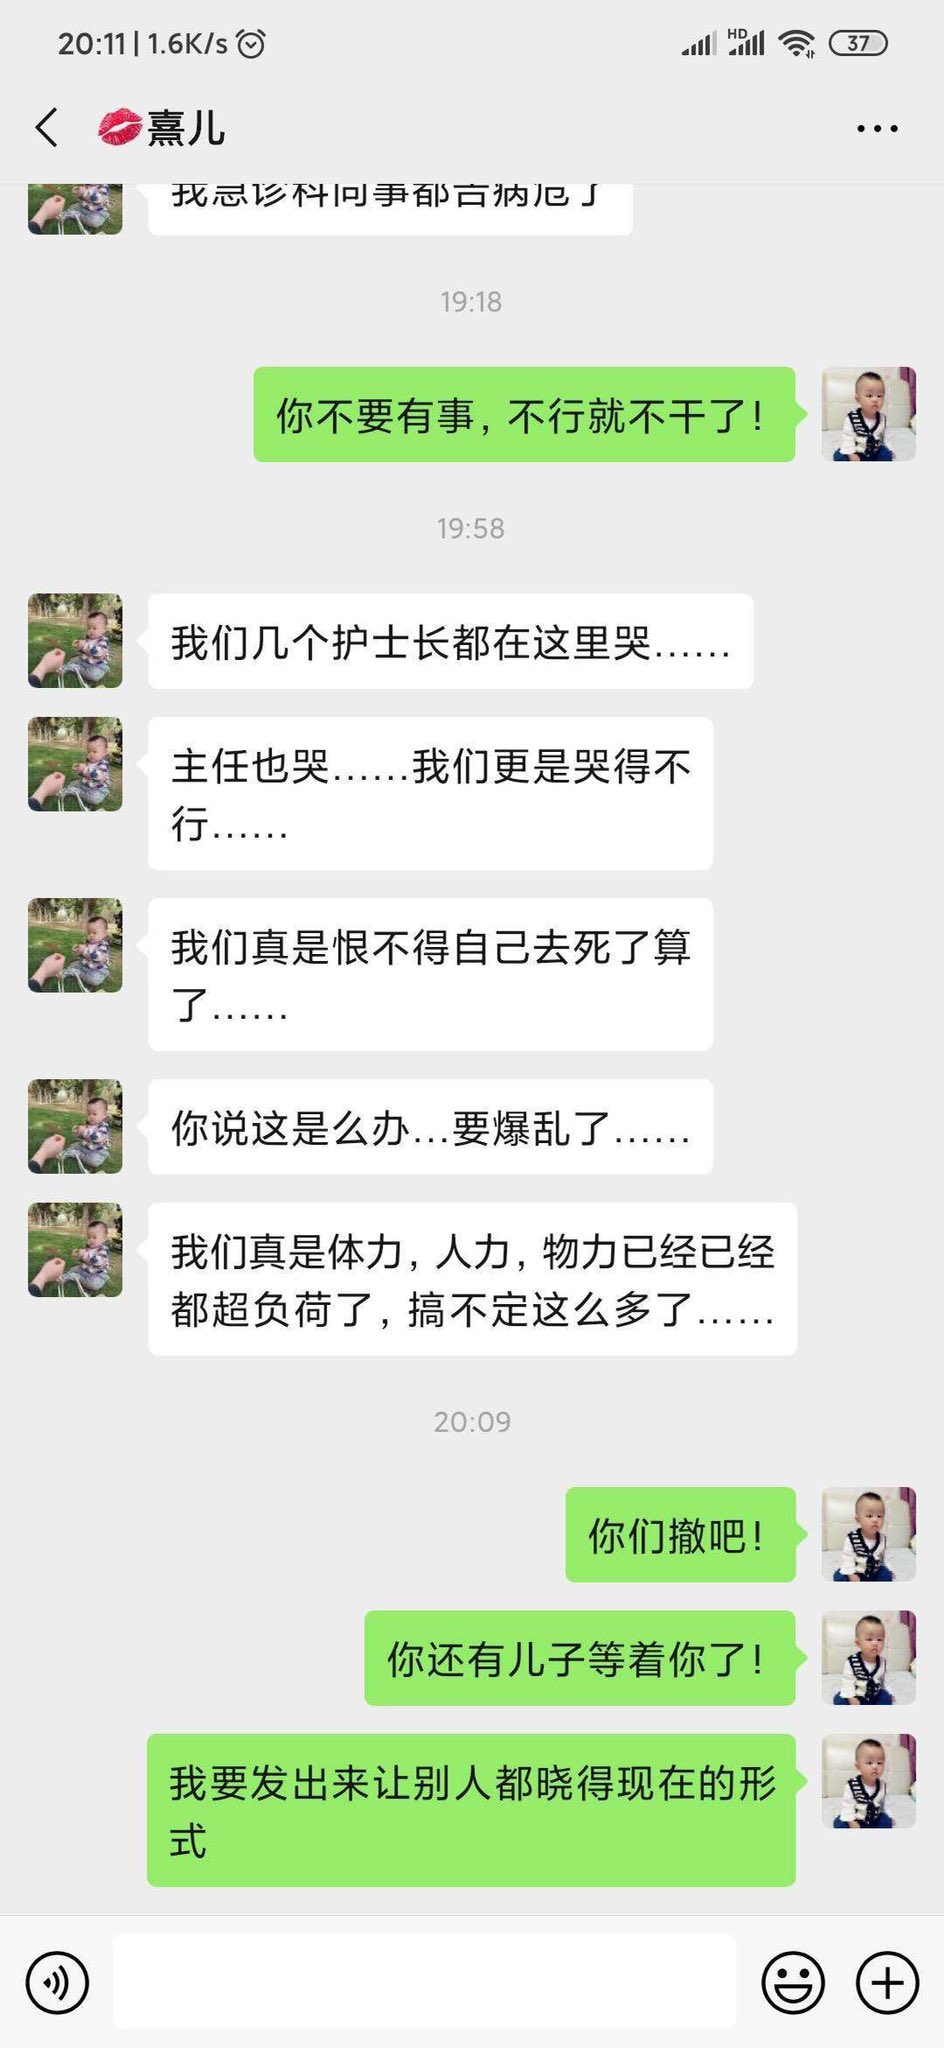 20:11 | 1.6K/s
HD
37
💋熹儿
我急诊科同事都告病危了
19:18
你不要有事，不行就不干了！
19:58
我们几个护士长都在这里哭……
主任也哭……我们更是哭得不
行……
我们真是恨不得自己去死了算
了……
你说这是么办…要爆乱了……
我们真是体力，人力，物力已经已经
都超负荷了，搞不定这么多了……
20:09
你们撤吧！
你还有儿子等着你了！
我要发出来让别人都晓得现在的形
式